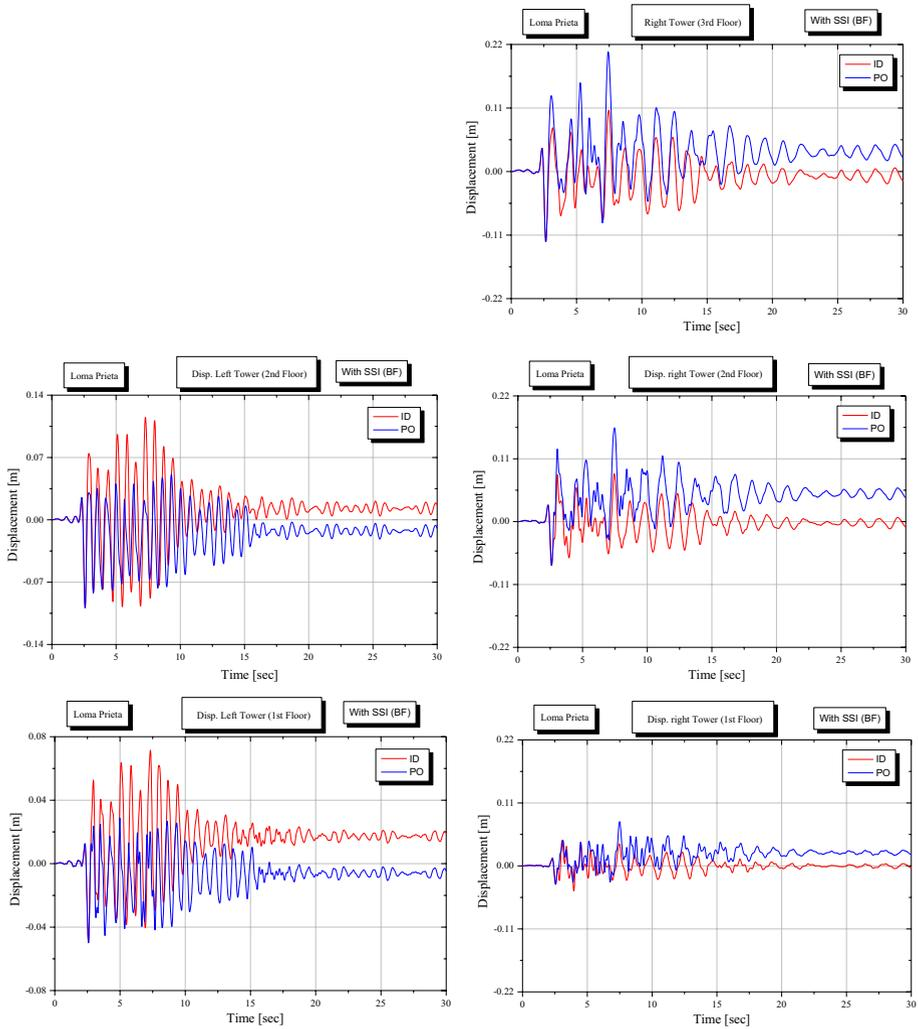 Loma Prieta
Right Tower (3rd Floor)
With SSI (BF)
ID
PO
0.22
0.11
0.00
-0.11
-0.22
Displacement [m]
0 5 10 15 20 25 30
Time [sec]
Loma Prieta
Disp. Left Tower (2nd Floor)
With SSI (BF)
ID
PO
0.14
0.07
0.00
-0.07
-0.14
Displacement [m]
0 5 10 15 20 25 30
Time [sec]
Loma Prieta
Disp. right Tower (2nd Floor)
With SSI (BF)
ID
PO
0.22
0.11
0.00
-0.11
-0.22
Displacement [m]
0 5 10 15 20 25 30
Time [sec]
Loma Prieta
Disp. Left Tower (1st Floor)
With SSI (BF)
ID
PO
0.08
0.04
0.00
-0.04
-0.08
Displacement [m]
0 5 10 15 20 25 30
Time [sec]
Loma Prieta
Disp. right Tower (1st Floor)
With SSI (BF)
ID
PO
0.22
0.11
0.00
-0.11
-0.22
Displacement [m]
0 5 10 15 20 25 30
Time [sec]